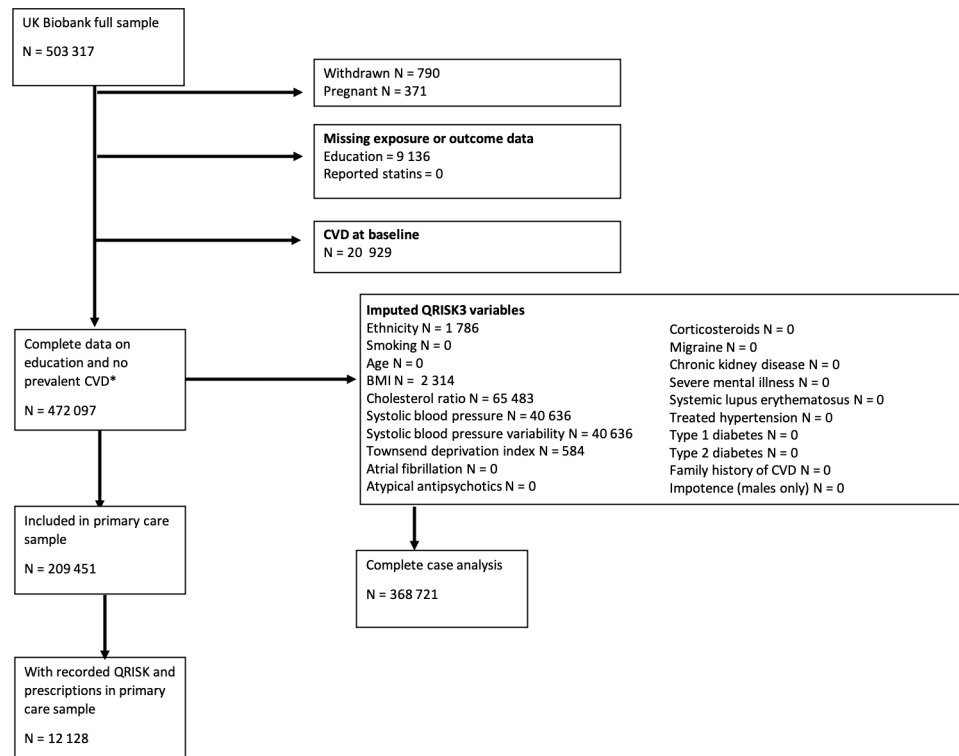 UK Biobank full sample
N = 503 317
Withdrawn N = 790
Pregnant N = 371
Missing exposure or outcome data
Education = 9 136
Reported statins = 0
CVD at baseline
N = 20 929
Complete data on
education and no
prevalent CVD*
N = 472 097
Imputed QRISK3 variables
Ethnicity N = 1 786
Smoking N = 0
Age N = 0
BMI N = 2 314
Cholesterol ratio N = 65 483
Systolic blood pressure N = 40 636
Systolic blood pressure variability N = 40 636
Townsend deprivation index N = 584
Atrial fibrillation N = 0
Atypical antipsychotics N = 0
Corticosteroids N = 0
Migraine N = 0
Chronic kidney disease N = 0
Severe mental illness N = 0
Systemic lupus erythematosus N = 0
Treated hypertension N = 0
Type 1 diabetes N = 0
Type 2 diabetes N = 0
Family history of CVD N = 0
Impotence (males only) N = 0
Included in primary care
sample
N = 209 451
Complete case analysis
N = 368 721
With recorded QRISK and
prescriptions in primary
care sample
N = 12 128